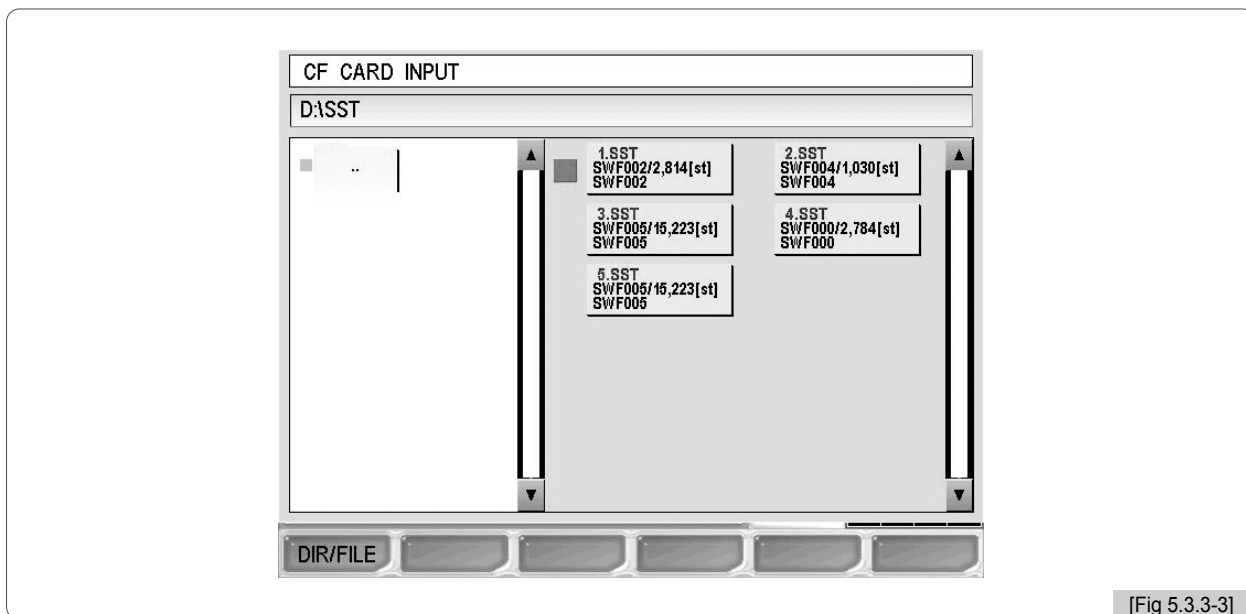 CF CARD INPUT
D:\SST
..
1.SST
SWF002/2,814[st]
SWF002
2.SST
SWF004/1,030[st]
SWF004
3.SST
SWF005/15,223[st]
SWF005
4.SST
SWF000/2,784[st]
SWF000
5.SST
SWF005/15,223[st]
SWF005
DIR/FILE
[Fig 5.3.3-3]